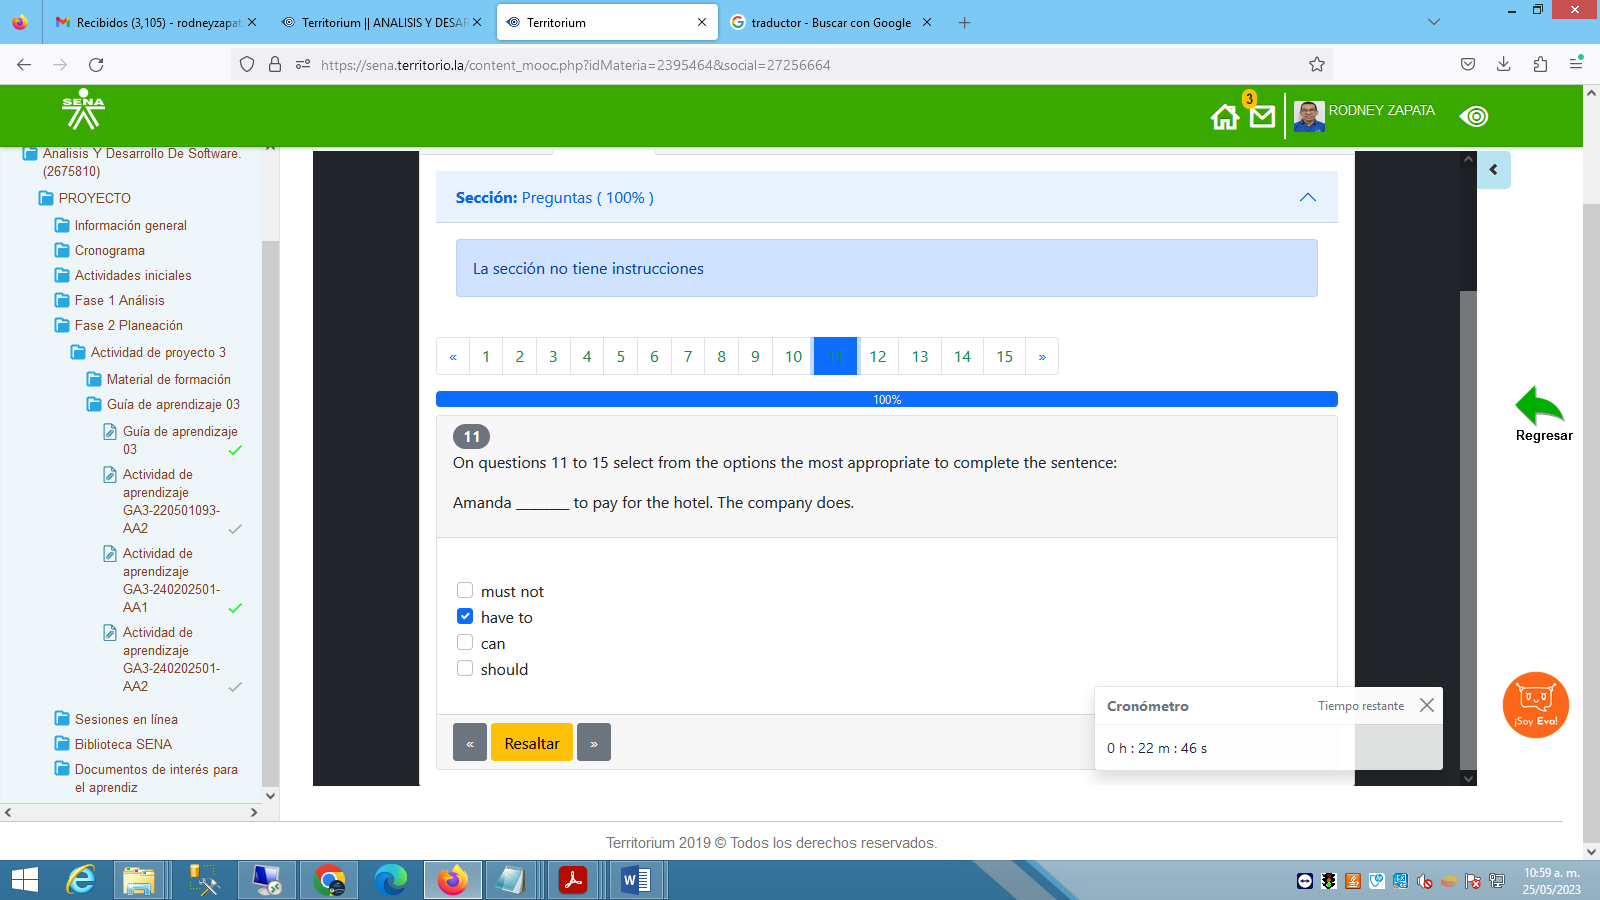 Recibidos (3,105) - rodneyzapat
Territorium || ANALISIS Y DESAR
Territorium
traductor - Buscar con Google
https://sena.territorio.la/content_mooc.php?idMateria=2395464&social=27256664
SENA
3
RODNEY ZAPATA
Analisis Y Desarrollo De Software.
(2675810)
PROYECTO
Información general
Cronograma
Actividades iniciales
Fase 1 Análisis
Fase 2 Planeación
Actividad de proyecto 3
Material de formación
Guía de aprendizaje 03
Guía de aprendizaje
03
Actividad de
aprendizaje
GA3-220501093-
AA2
Actividad de
aprendizaje
GA3-240202501-
AA1
Actividad de
aprendizaje
GA3-240202501-
AA2
Sesiones en línea
Biblioteca SENA
Documentos de interés para
el aprendiz
Sección: Preguntas ( 100% )
La sección no tiene instrucciones
« 1 2 3 4 5 6 7 8 9 10 11 12 13 14 15 »
100%
11
On questions 11 to 15 select from the options the most appropriate to complete the sentence:
Amanda _______ to pay for the hotel. The company does.
must not
have to
can
should
« Resaltar »
Cronómetro Tiempo restante
0 h : 22 m : 46 s
Regresar
¡Soy Eva!
Territorium 2019 © Todos los derechos reservados.
10:59 a. m.
25/05/2023